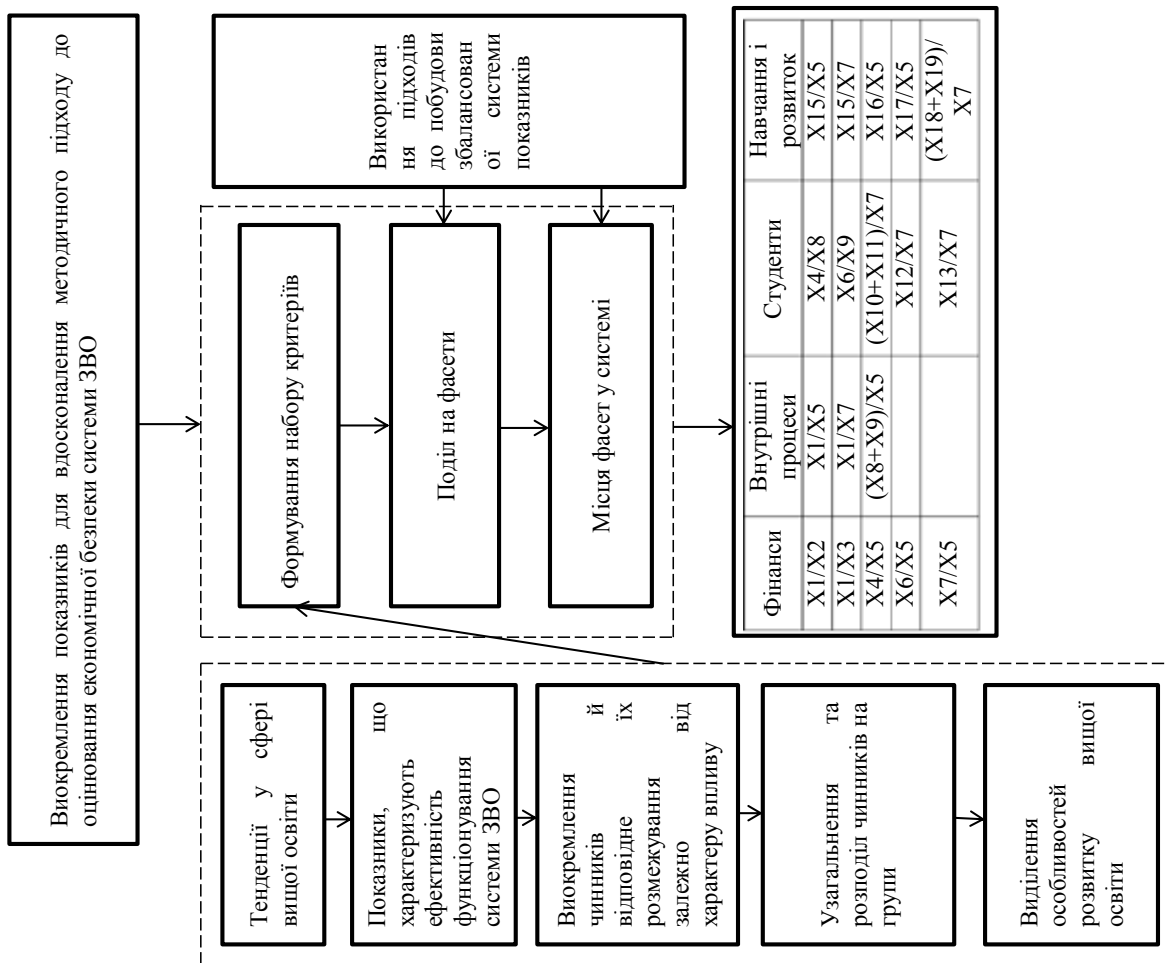 Виокремлення показників для вдосконалення методичного підходу до
оцінювання економічної безпеки системи ЗВО
Тенденції у сфері
вищої освіти
Показники, що
характеризують
ефективність
функціонування
системи ЗВО
Виокремлення
чинників й
відповідне їх
розмежування
залежно від
характеру впливу
Узагальнення та
розподіл чинників на
групи
Виділення
особливостей
розвитку вищої
освіти
Формування набору критеріїв
Поділ на фасети
Місця фасет у системі
Використан
ня підходів
до побудови
збалансован
ої системи
показників
Фінанси
Внутрішні
процеси
Студенти
Навчання і
розвиток
X1/X2
X1/X5
X4/X8
X15/X5
X1/X3
X1/X7
X6/X9
X15/X7
X4/X5
(X8+X9)/X5
(X10+X11)/X7
X16/X5
X6/X5
X12/X7
X17/X5
X7/X5
X13/X7
(X18+X19)/
X7